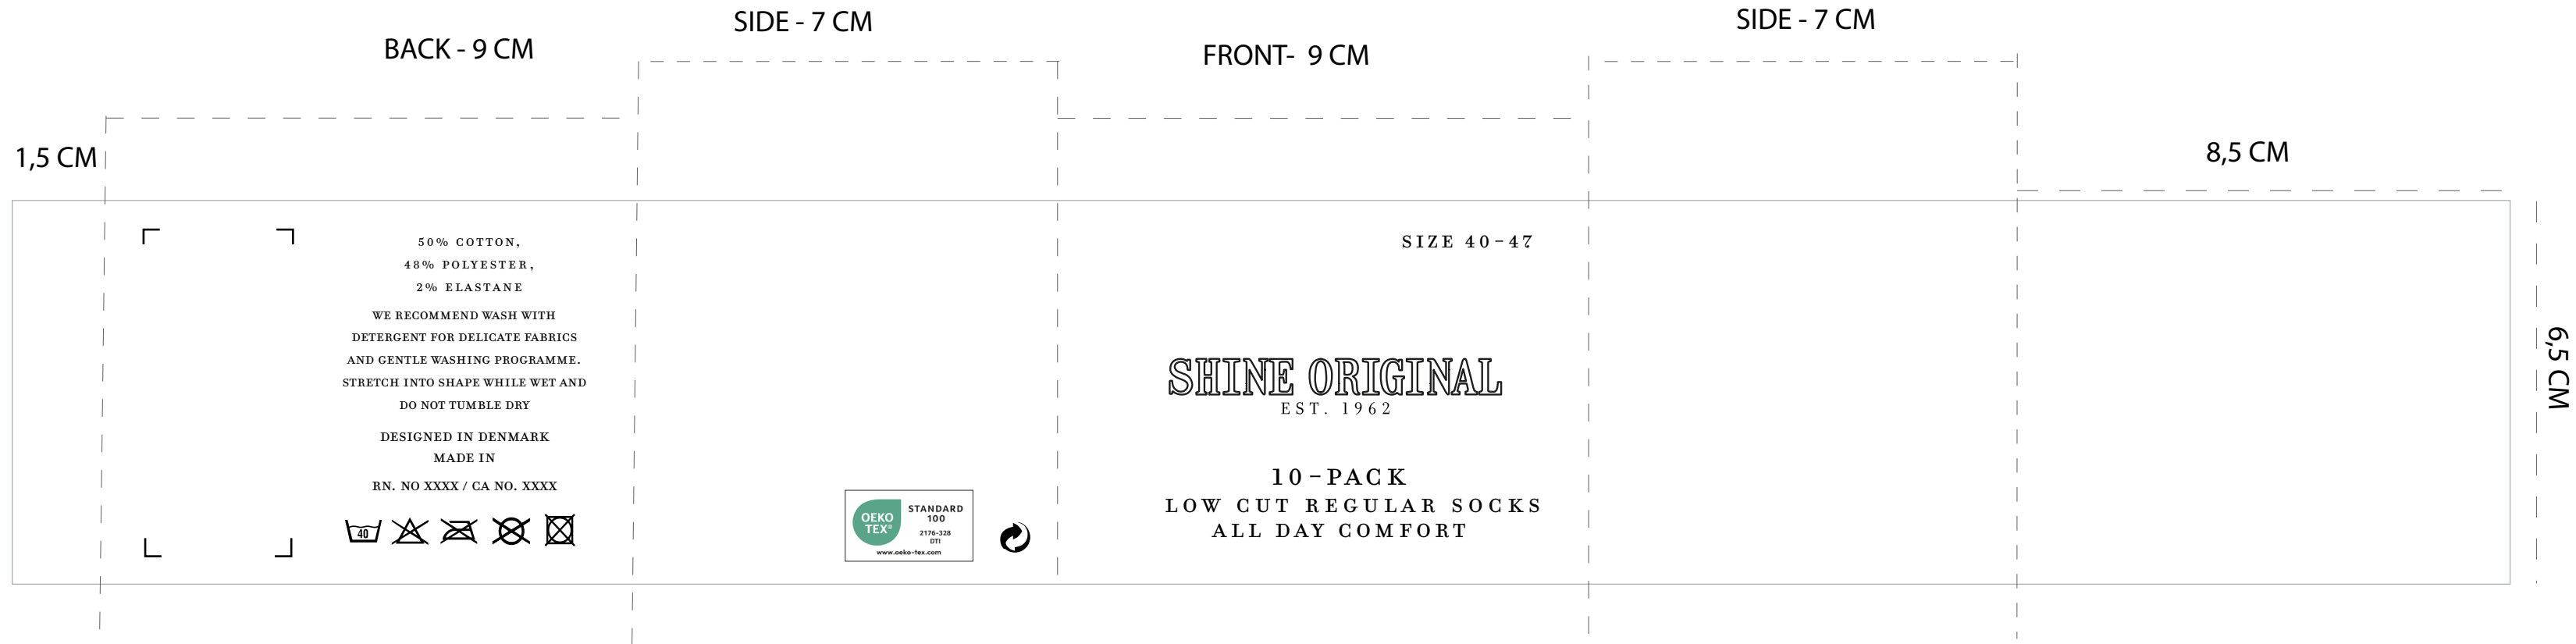 SIDE - 7 CM
SIDE - 7 CM
BACK - 9 CM
FRONT-  9 CM
1,5 CM
8,5 CM
6,5 CM
50% COTTON,
48% POLYESTER,
2% ELASTANE
WE RECOMMEND WASH WITH
DETERGENT FOR DELICATE FABRICS
AND GENTLE WASHING PROGRAMME.
STRETCH INTO SHAPE WHILE WET AND
DO NOT TUMBLE DRY
DESIGNED IN DENMARK
MADE IN
RN. NO XXXX / CA NO. XXXX
40
OEKO
TEX®
STANDARD
100
2176-328
DTI
www.oeko-tex.com
SIZE 40-47
SHINE ORIGINAL
EST. 1962
10-PACK
LOW CUT REGULAR SOCKS
ALL DAY COMFORT